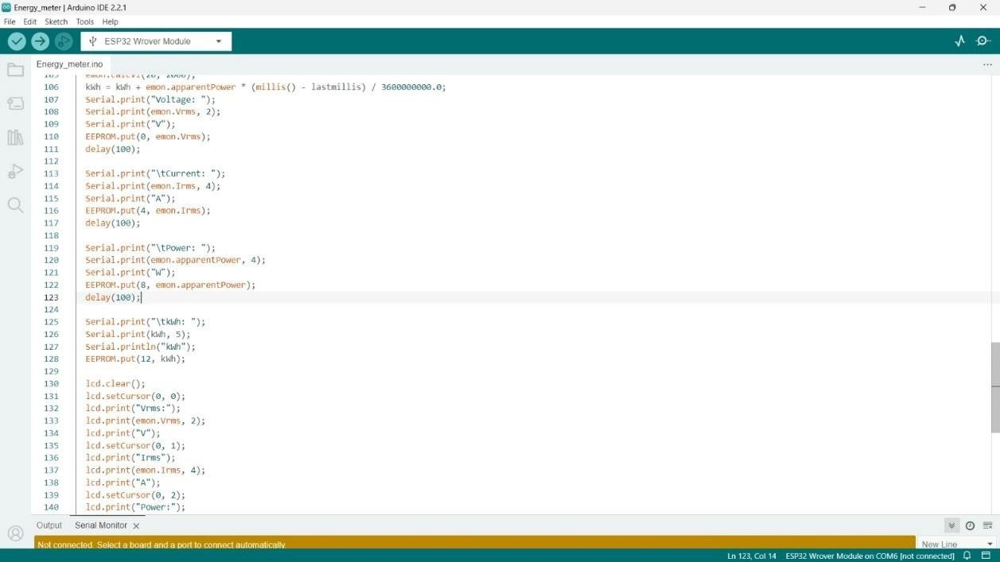 Energy_meter | Arduino IDE 2.2.1
File Edit Sketch Tools Help
ESP32 Wrover Module
Energy_meter.ino
105 emon.calcVI(20, 2000);
106 kWh = kWh + emon.apparentPower * (millis() - lastmillis) / 3600000000.0;
107 Serial.print("Voltage: ");
108 Serial.print(emon.Vrms, 2);
109 Serial.print("V");
110 EEPROM.put(0, emon.Vrms);
111 delay(100);
112
113 Serial.print("\tCurrent: ");
114 Serial.print(emon.Irms, 4);
115 Serial.print("A");
116 EEPROM.put(4, emon.Irms);
117 delay(100);
118
119 Serial.print("\tPower: ");
120 Serial.print(emon.apparentPower, 4);
121 Serial.print("W");
122 EEPROM.put(8, emon.apparentPower);
123 delay(100);
124
125 Serial.print("\tkWh: ");
126 Serial.print(kWh, 5);
127 Serial.println("kWh");
128 EEPROM.put(12, kWh);
129
130 lcd.clear();
131 lcd.setCursor(0, 0);
132 lcd.print("Vrms:");
133 lcd.print(emon.Vrms, 2);
134 lcd.print("V");
135 lcd.setCursor(0, 1);
136 lcd.print("Irms");
137 lcd.print(emon.Irms, 4);
138 lcd.print("A");
139 lcd.setCursor(0, 2);
140 lcd.print("Power:");
Output Serial Monitor
Not connected. Select a board and a port to connect automatically.
New Line
Ln 123, Col 14 ESP32 Wrover Module on COM6 [not connected]